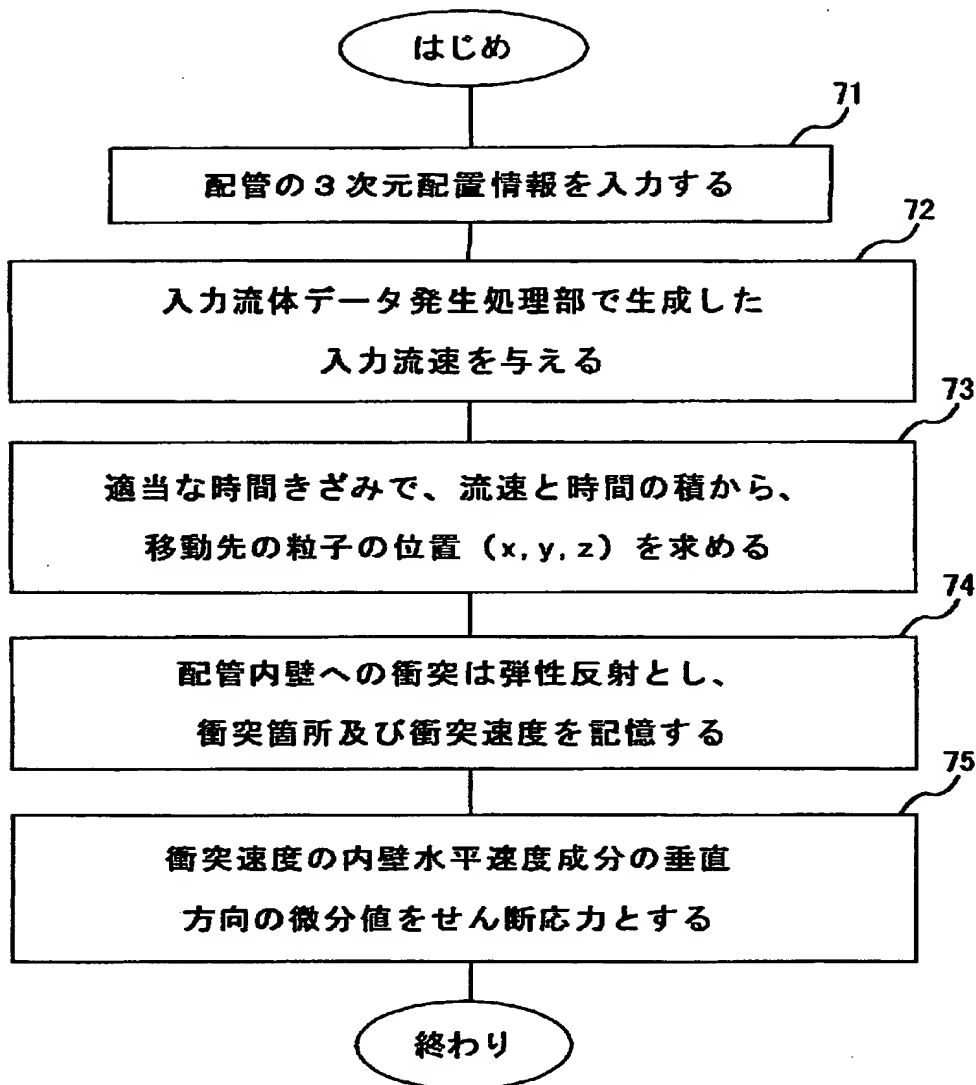 はじめ
71
配管の3次元配置情報を入力する
72
入力流体データ発生処理部で生成した
入力流速を与える
73
適当な時間きざみで、流速と時間の積から、
移動先の粒子の位置（x,y,z）を求める
74
配管内壁への衝突は弾性反射とし、
衝突箇所及び衝突速度を記憶する
75
衝突速度の内壁水平速度成分の垂直
方向の微分値をせん断応力とする
終わり